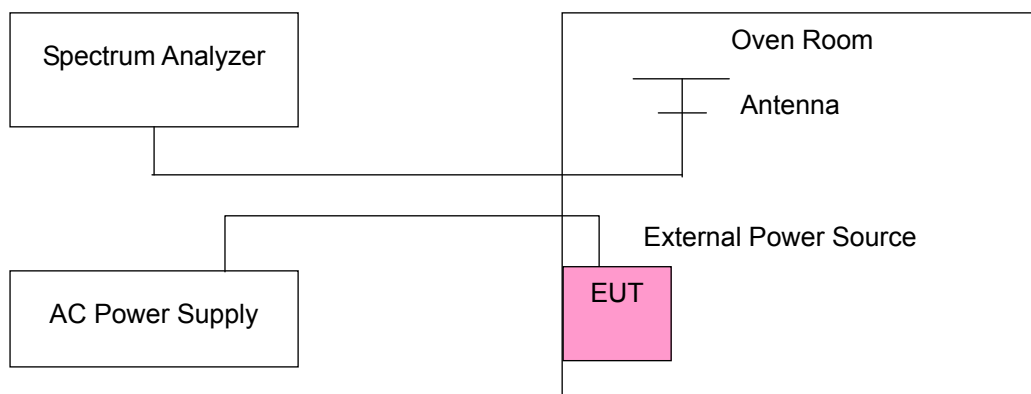 Oven Room
Spectrum Analyzer
Antenna
External Power Source
EUT
AC Power Supply